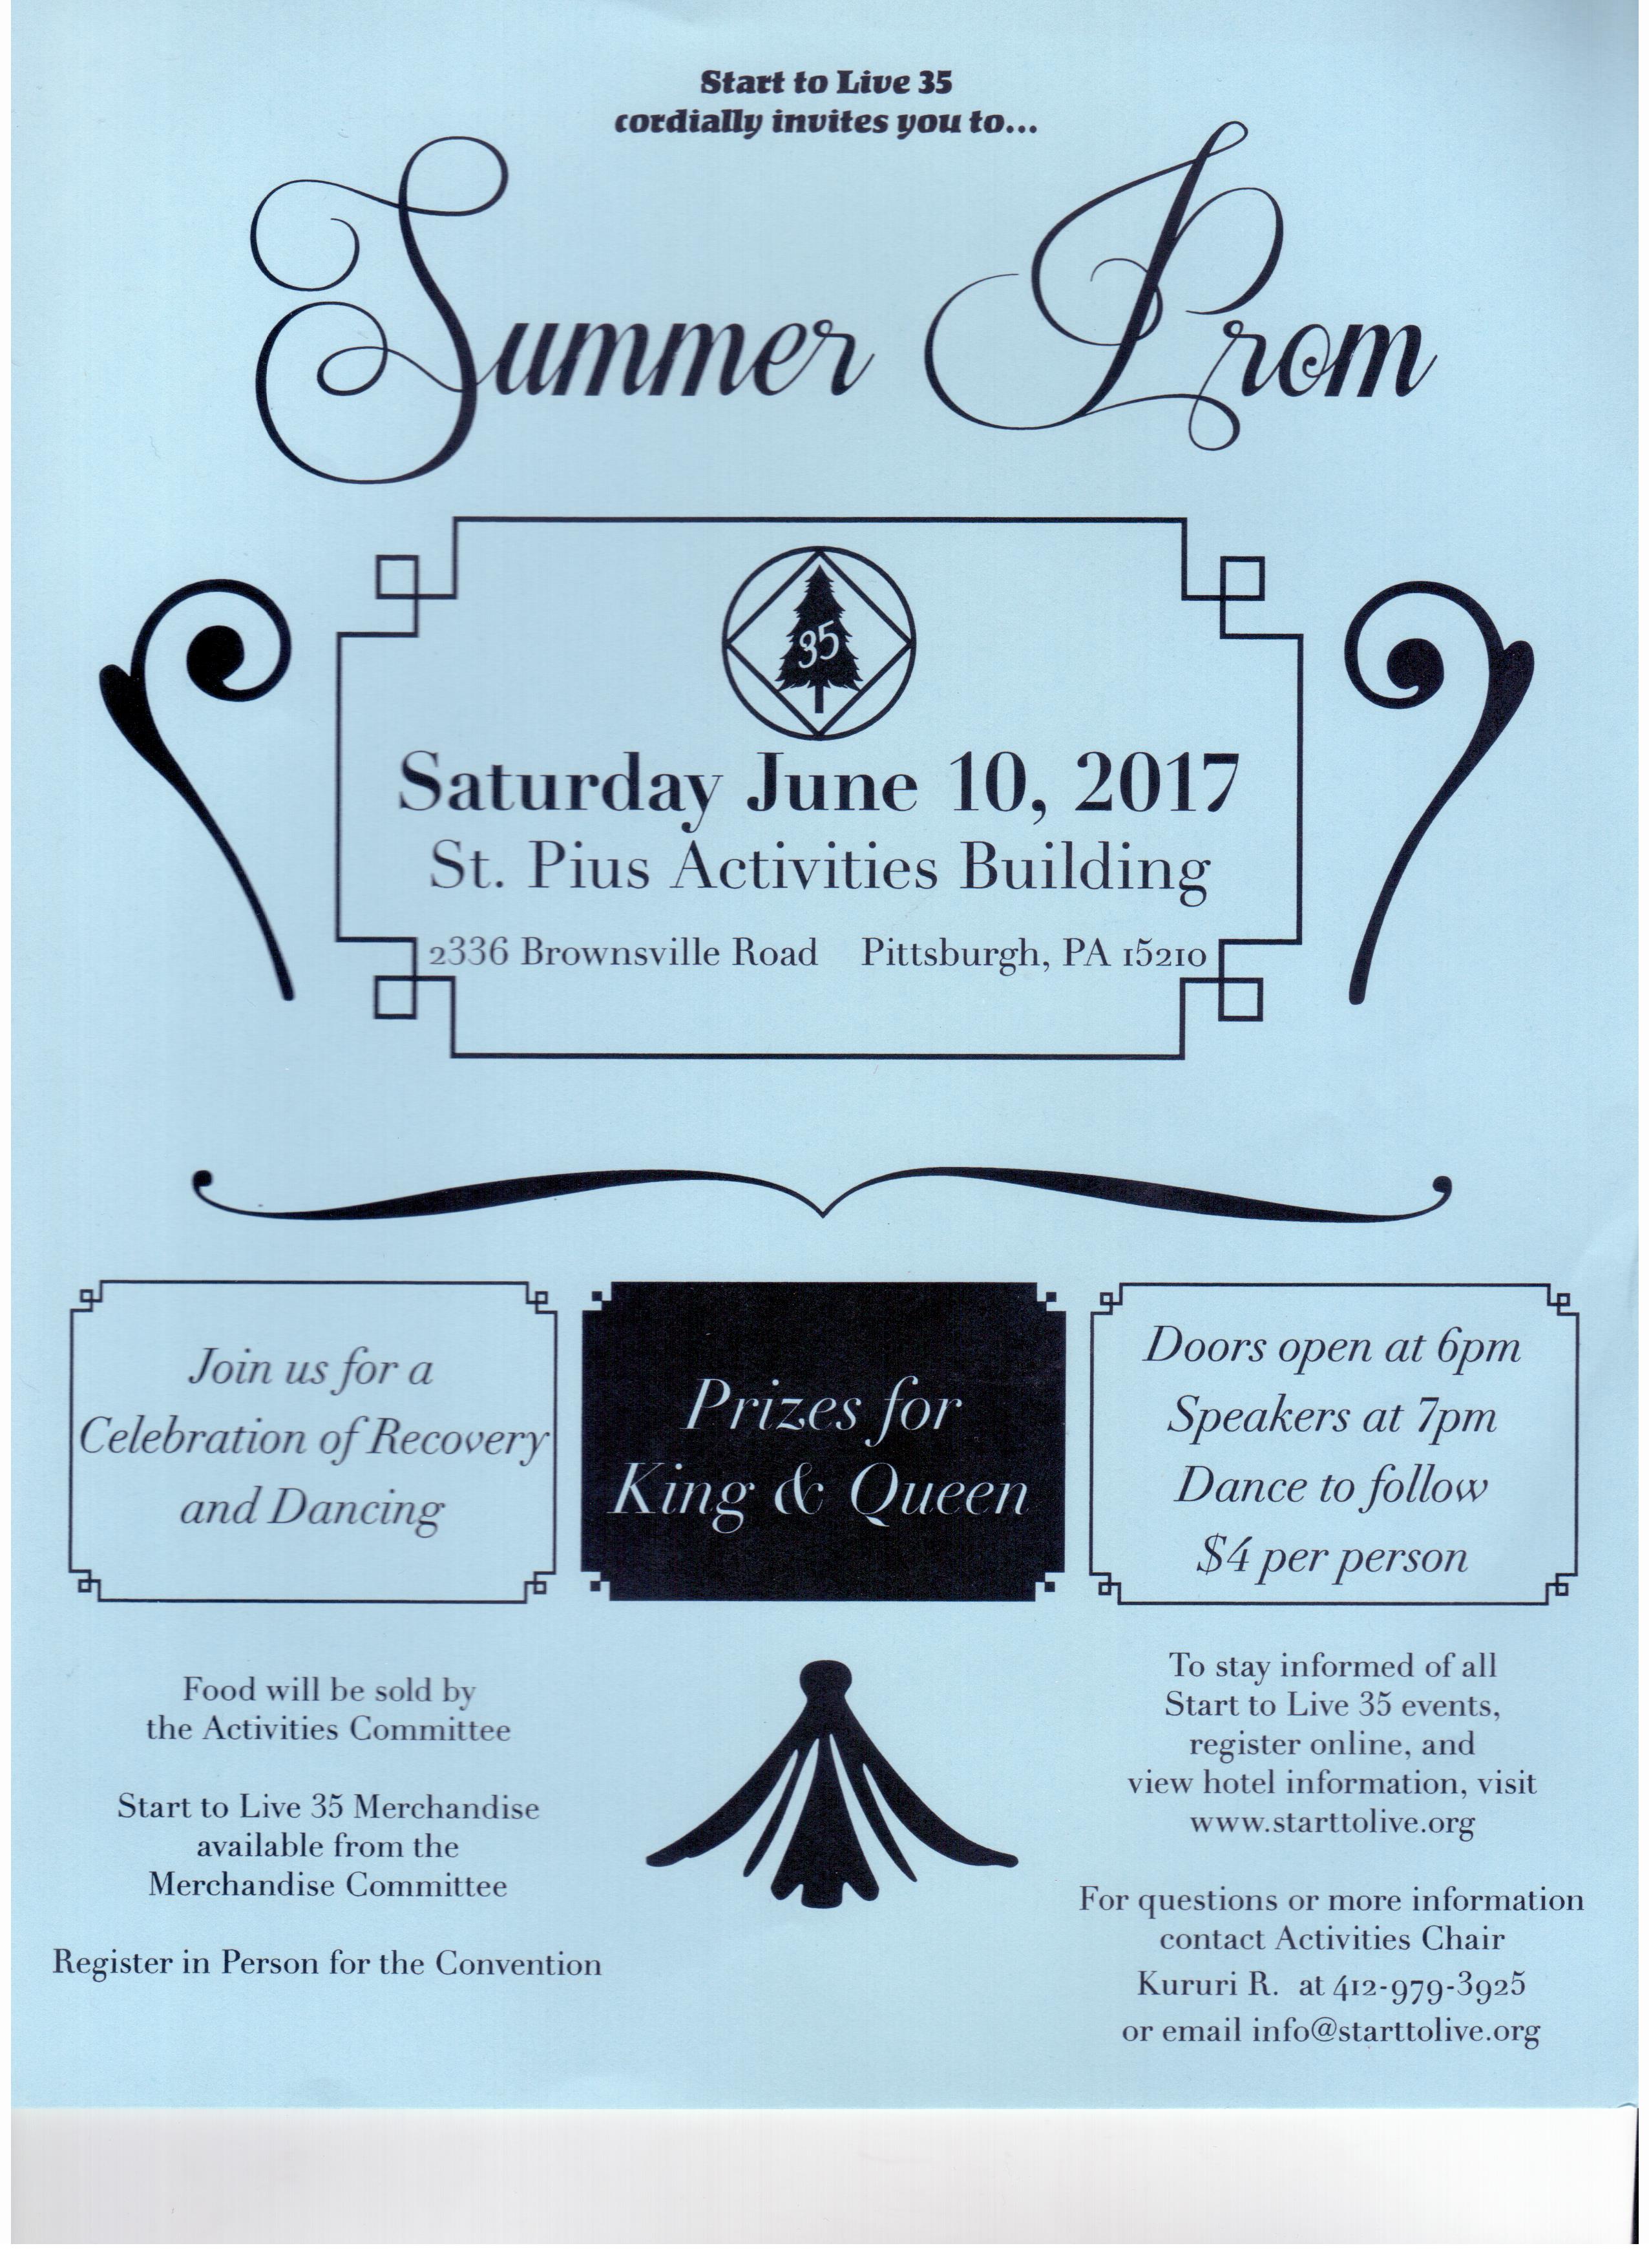 Start to Live 35
cordially invites you to...
Summer Prom
35
Saturday June 10, 2017
St. Pius Activities Building
2336 Brownsville Road Pittsburgh, PA 15210
Join us for a
Celebration of Recovery
and Dancing
Prizes for
King & Queen
Doors open at 6pm
Speakers at 7pm
Dance to follow
$4 per person
Food will be sold by
the Activities Committee
Start to Live 35 Merchandise
available from the
Merchandise Committee
Register in Person for the Convention
To stay informed of all
Start to Live 35 events,
register online, and
view hotel information, visit
www.starttolive.org
For questions or more information
contact Activities Chair
Kururi R. at 412-979-3925
or email info@starttolive.org